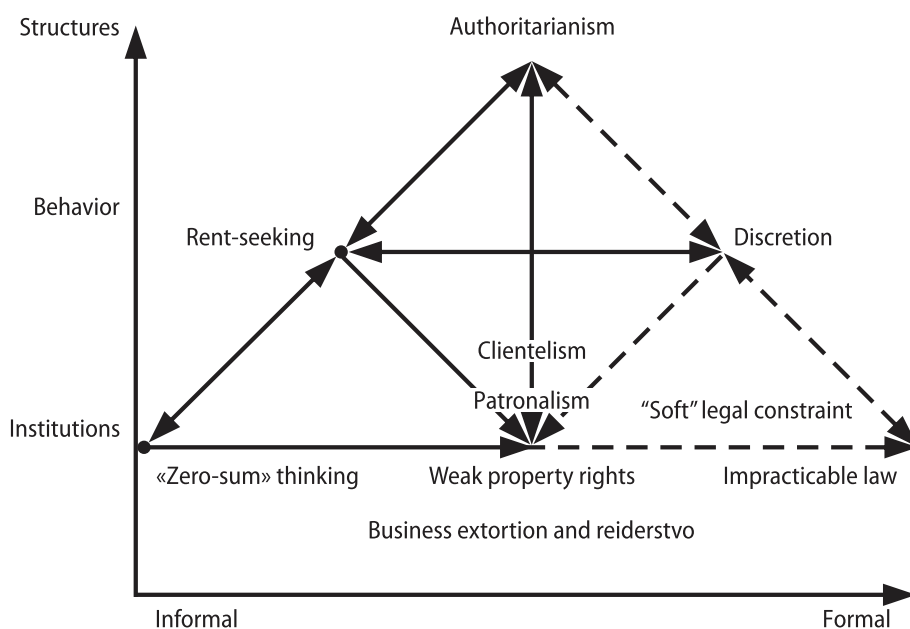 Structures
Authoritarianism
Behavior
Rent-seeking
Discretion
Clientelism
Patronalism
“Soft” legal constraint
Institutions
«Zero-sum» thinking
Weak property rights
Impracticable law
Business extortion and reiderstvo
Informal
Formal